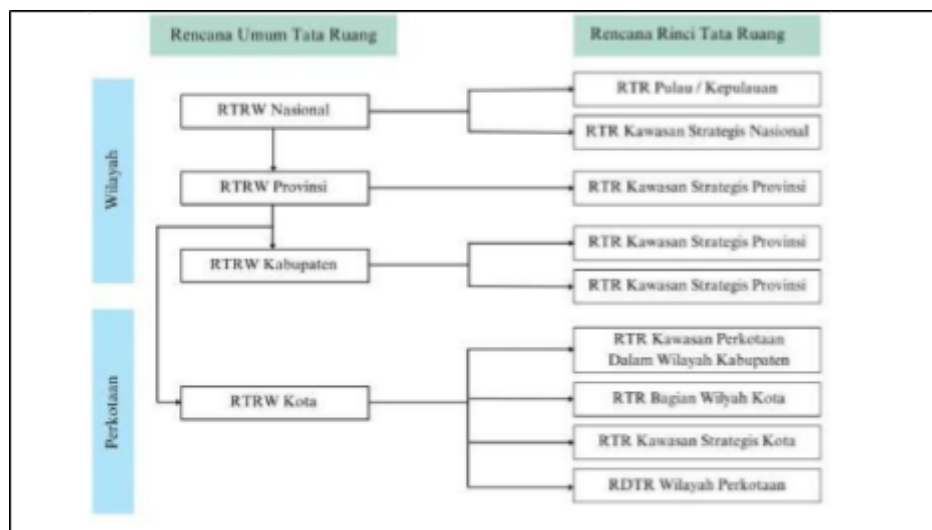 Rencana Umum Tata Ruang
Rencana Rinci Tata Ruang
Wilayah
RTRW Nasional
RTR Pulau / Kepulauan
RTR Kawasan Strategis Nasional
RTRW Provinsi
RTR Kawasan Strategis Provinsi
RTRW Kabupaten
RTR Kawasan Strategis Provinsi
RTR Kawasan Strategis Provinsi
Perkotaan
RTRW Kota
RTR Kawasan Perkotaan
Dalam Wilayah Kabupaten
RTR Bagian Wilyah Kota
RTR Kawasan Strategis Kota
RDTR Wilayah Perkotaan